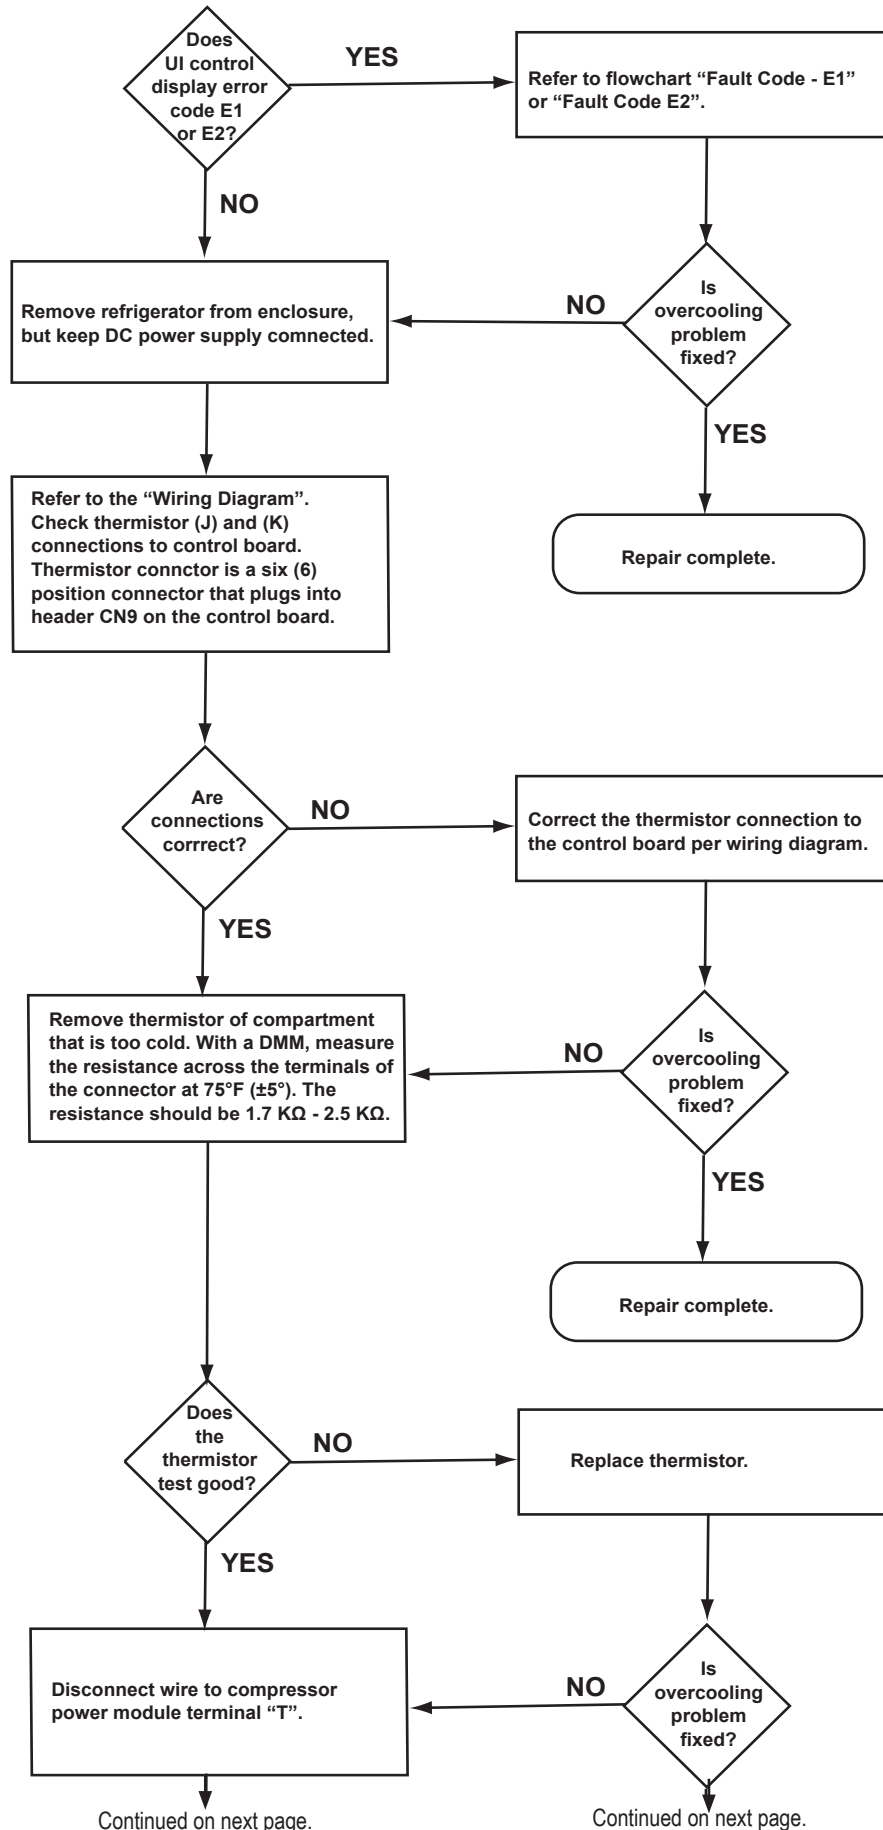 Does
UI control
display error
code E1
or E2?
YES
Refer to flowchart “Fault Code - E1”
or “Fault Code E2”.
NO
Remove refrigerator from enclosure,
but keep DC power supply comnected.
NO
Is
overcooling
problem
fixed?
YES
Repair complete.
Refer to the “Wiring Diagram”.
Check thermistor (J) and (K)
connections to control board.
Thermistor connctor is a six (6)
position connector that plugs into
header CN9 on the control board.
Are
connections
corrrect?
NO
Correct the thermistor connection to
the control board per wiring diagram.
YES
Remove thermistor of compartment
that is too cold. With a DMM, measure
the resistance across the terminals of
the connector at 75°F (±5°). The
resistance should be 1.7 KΩ - 2.5 KΩ.
NO
Is
overcooling
problem
fixed?
YES
Repair complete.
Does
the
thermistor
test good?
NO
Replace thermistor.
YES
Disconnect wire to compressor
power module terminal “T”.
NO
Is
overcooling
problem
fixed?
Continued on next page.
Continued on next page.